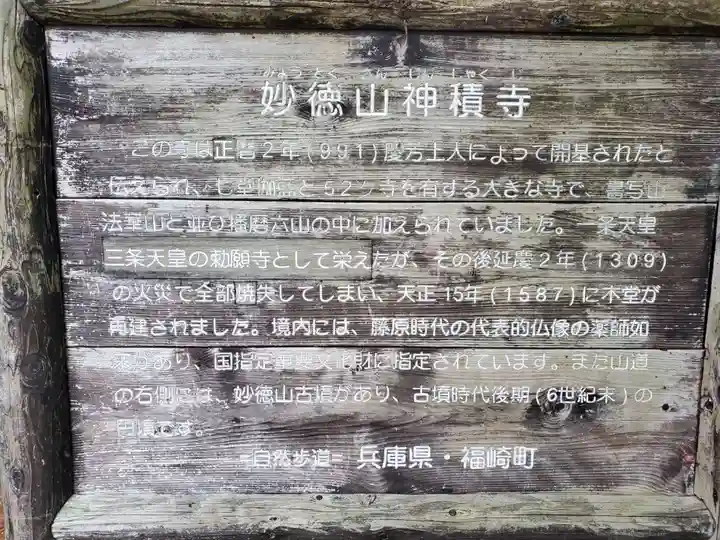 みょうとくさんじんしゃくじ
妙徳山神積寺
この寺は正暦2年(991)慶芳上人によって開基されたと
伝えられ、七堂伽藍と52ヶ寺を有する大きな寺で、書写山
法華山と並び播磨六山の中に加えられていました。一条天皇
三条天皇の勅願寺として栄えたが、その後延慶2年(1309)
の火災で全部焼失してしまい、天正15年(1587)に本堂が
再建されました。境内には、藤原時代の代表的仏像の薬師如
来があり、国指定重要文化財に指定されています。また山道
の右側には、妙徳山古墳があり、古墳時代後期(6世紀末)の
円墳です。
=自然歩道= 兵庫県・福崎町